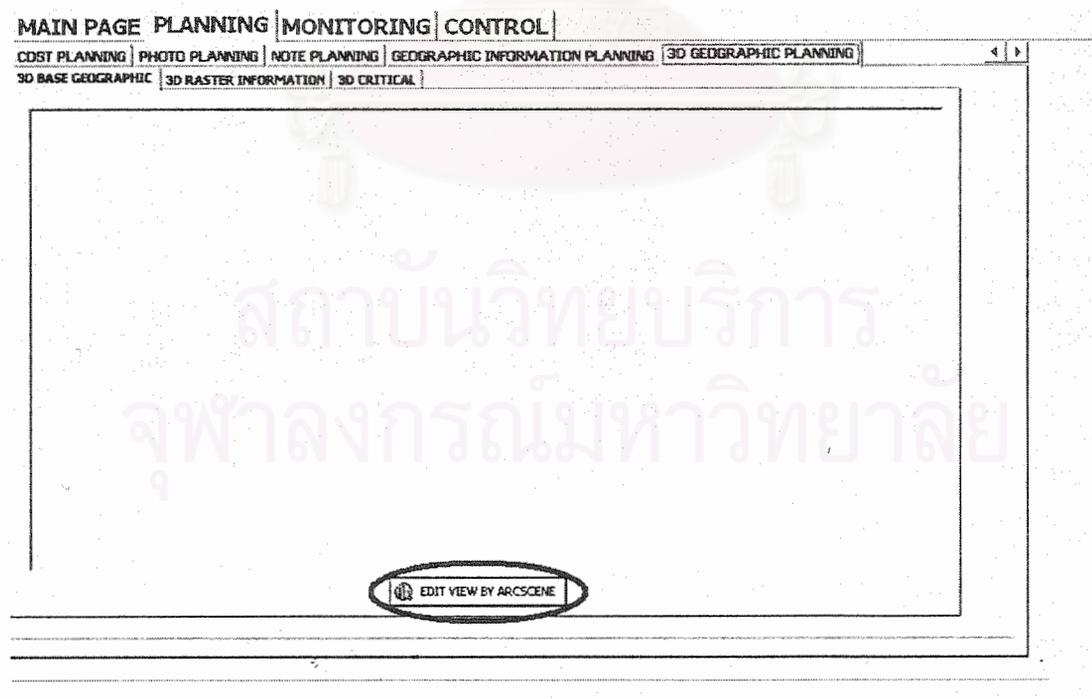 MAIN PAGE PLANNING MONITORING CONTROL
COST PLANNING PHOTO PLANNING NOTE PLANNING GEOGRAPHIC INFORMATION PLANNING 3D GEOGRAPHIC PLANNING
3D BASE GEOGRAPHIC 3D RASTER INFORMATION 3D CRITICAL
สถาบันวิทยบริการ
จุฬาลงกรณ์มหาวิทยาลัย
EDIT VIEW BY ARCSCENE